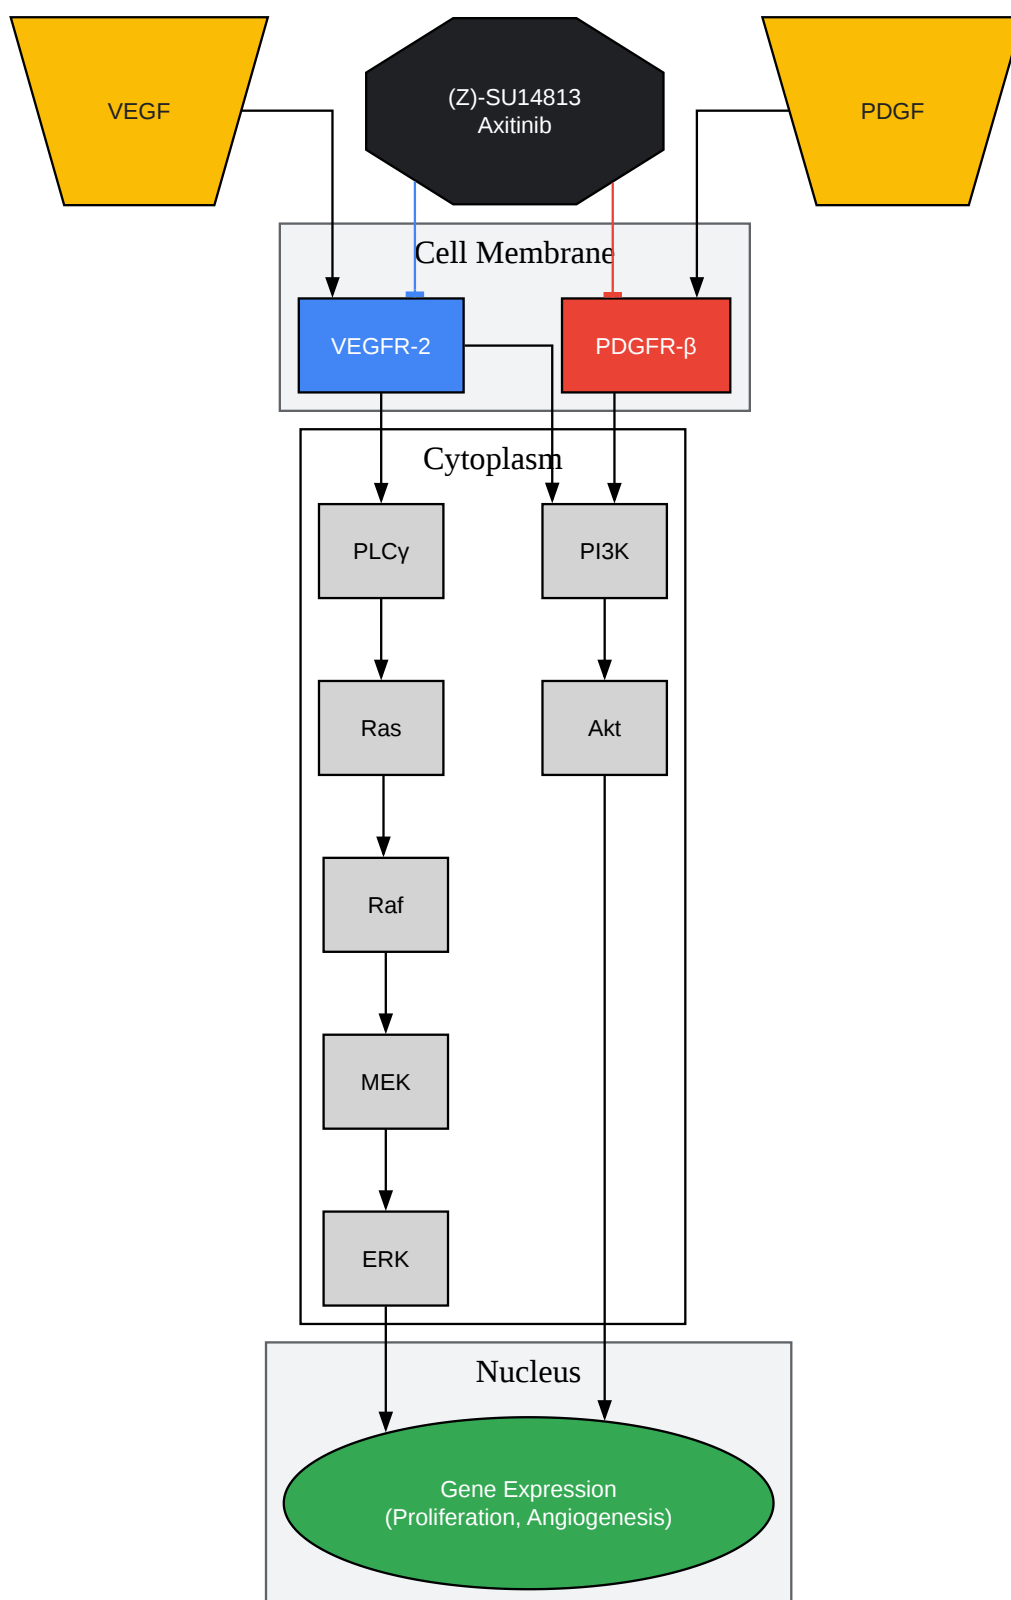 VEGF
(Z)-SU14813
Axitinib
PDGF
Cell Membrane
VEGFR-2
PDGFR-β
Cytoplasm
PLCγ
PI3K
Ras
Akt
Raf
MEK
ERK
Nucleus
Gene Expression
(Proliferation, Angiogenesis)